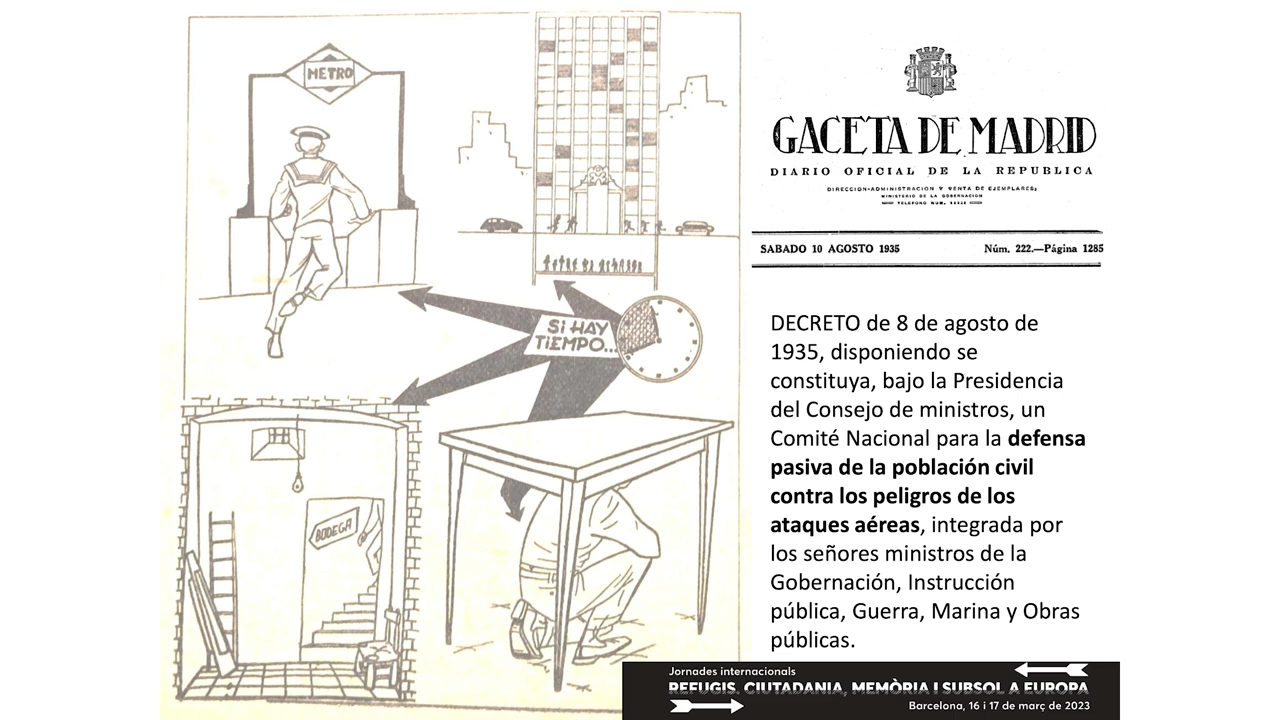 METRO
SI HAY
TIEMPO...
BODEGA
GACETA DE MADRID
DIARIO OFICIAL DE LA REPUBLICA
DIRECCION-ADMINISTRACION Y VENTA DE EJEMPLARES;
MINISTERIO DE LA GOBERNACION
SABADO 10 AGOSTO 1935 Núm. 222.—Página 1285
DECRETO de 8 de agosto de
1935, disponiendo se
constituya, bajo la Presidencia
del Consejo de ministros, un
Comité Nacional para la defensa
pasiva de la población civil
contra los peligros de los
ataques aéreas, integrada por
los señores ministros de la
Gobernación, Instrucción
pública, Guerra, Marina y Obras
públicas.
Jornades internacionals
REFUGIS. CIUTADANIA, MEMÒRIA I SUBSOL A EUROPA
Barcelona, 16 i 17 de març de 2023